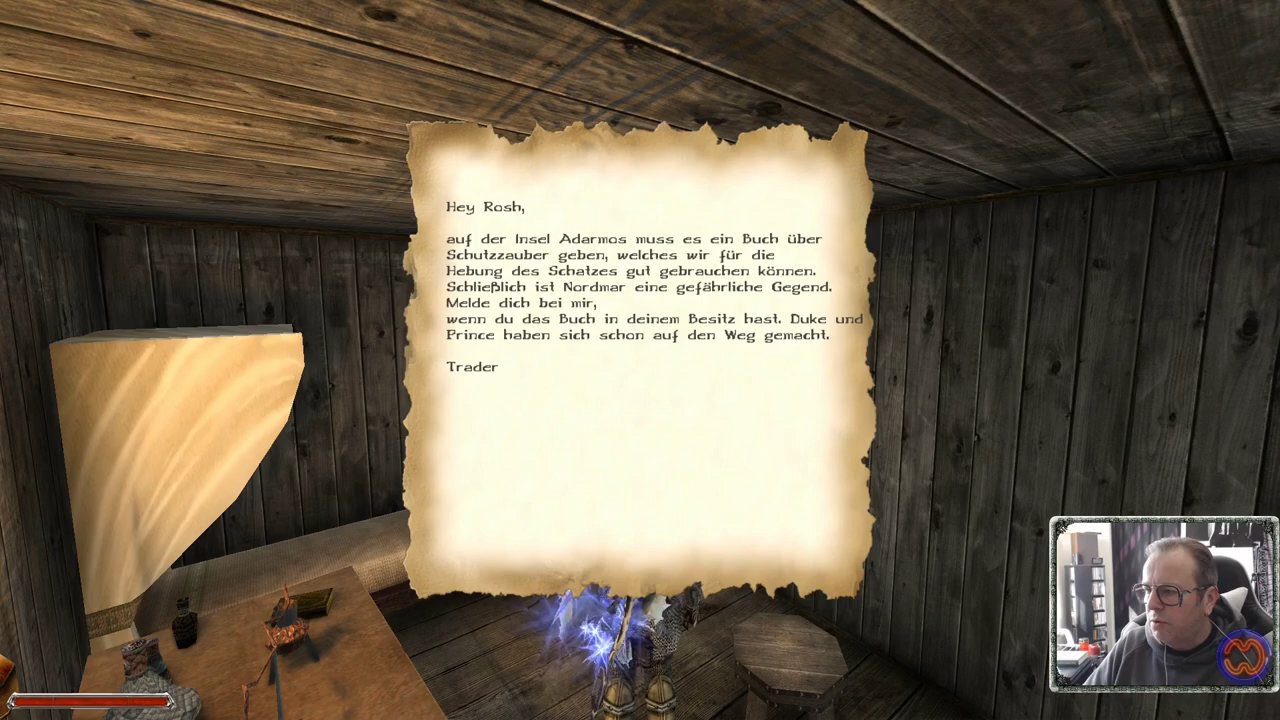 Hey Rosh,
auf der Insel Adarmos muss es ein Buch über
Schutzzauber geben, welches wir für die
Hebung des Schatzes gut gebrauchen können.
Schließlich ist Nordmar eine gefährliche Gegend.
Melde dich bei mir,
wenn du das Buch in deinem Besitz hast. Duke und
Prince haben sich schon auf den Weg gemacht.
Trader